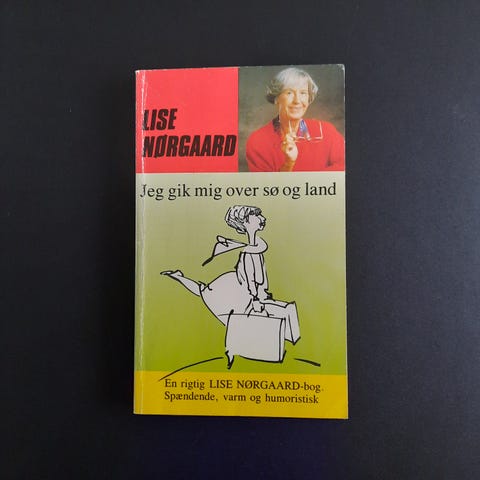 LISE
NØRGAARD
Jeg gik mig over sø og land
En rigtig LISE NØRGAARD-bog.
Spændende, varm og humoristisk